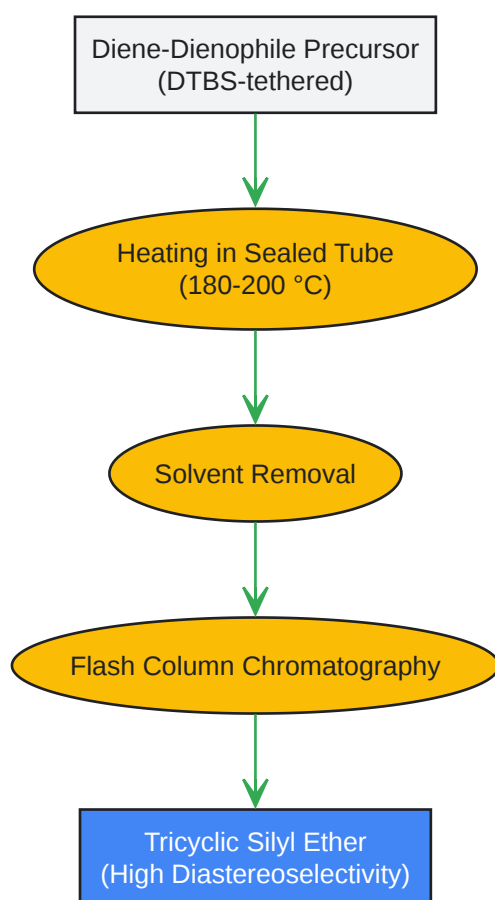 Diene-Dienophile Precursor
(DTBS-tethered)
Heating in Sealed Tube
(180-200 °C)
Solvent Removal
Flash Column Chromatography
Tricyclic Silyl Ether
(High Diastereoselectivity)